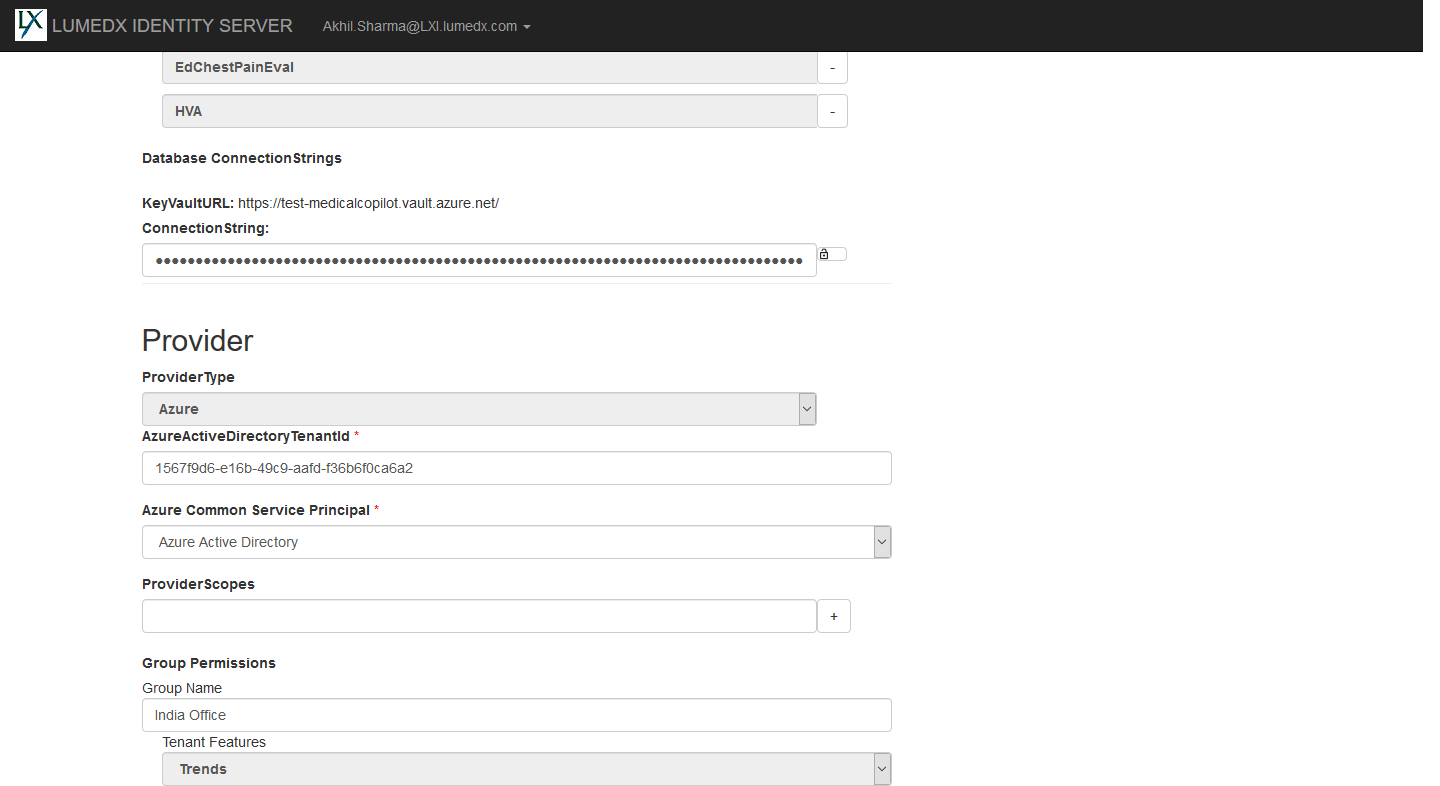 LX LUMEDX IDENTITY SERVER Akhil.Sharma@LXI.lumedx.com
EdChestPainEval -
HVA -
Database ConnectionStrings
KeyVaultURL: https://test-medicalcopilot.vault.azure.net/
ConnectionString:
Provider
ProviderType
Azure
AzureActiveDirectoryTenantId *
1567f9d6-e16b-49c9-aafd-f36b6f0ca6a2
Azure Common Service Principal *
Azure Active Directory
ProviderScopes
+
Group Permissions
Group Name
India Office
Tenant Features
Trends